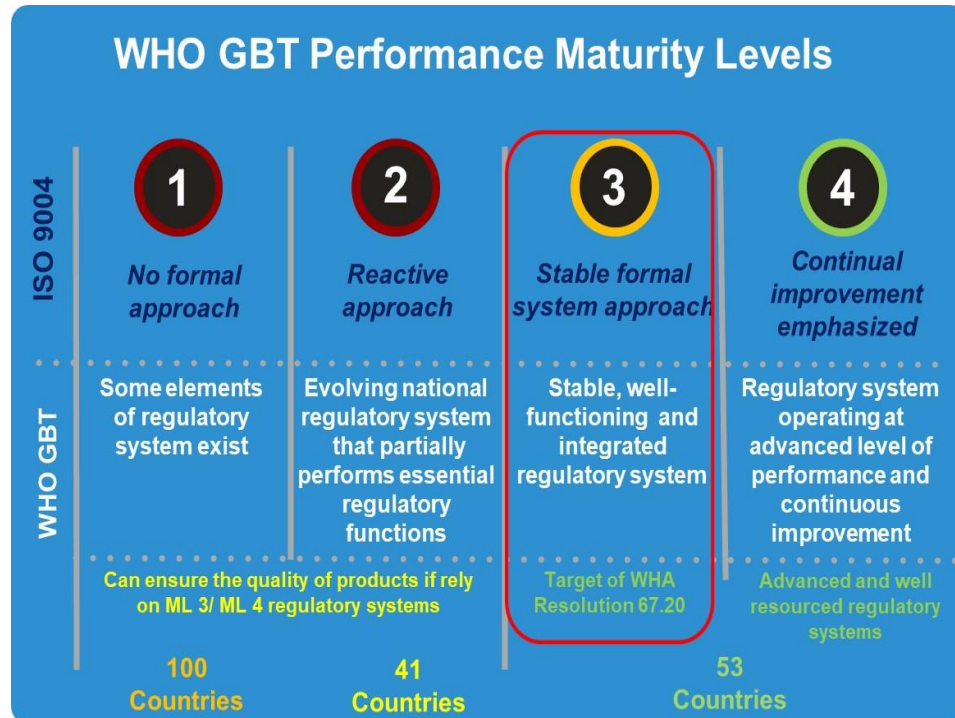 WHO GBT Performance Maturity Levels
ISO 9004
1
No formal
approach
2
Reactive
approach
3
Stable formal
system approach
4
Continual
improvement
emphasized
WHO GBT
Some elements
of regulatory
system exist
Evolving national
regulatory system
that partially
performs essential
regulatory
functions
Stable, well-
functioning and
integrated
regulatory system
Regulatory system
operating at
advanced level of
performance and
continuous
improvement
Can ensure the quality of products if rely
on ML 3/ ML 4 regulatory systems
Target of WHA
Resolution 67.20
Advanced and well
resourced regulatory
systems
100
Countries
41
Countries
53
Countries